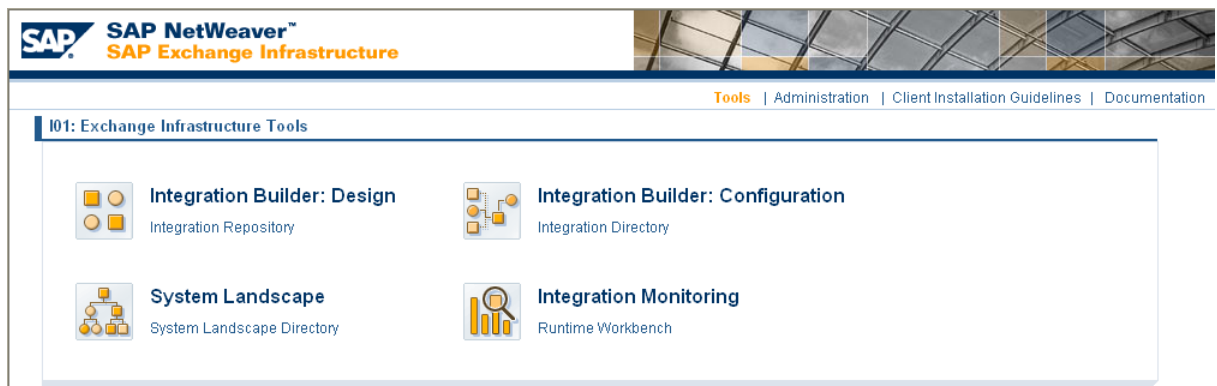 SAP SAP NetWeaver™
SAP Exchange Infrastructure
Tools | Administration | Client Installation Guidelines | Documentation
I01: Exchange Infrastructure Tools
Integration Builder: Design
Integration Repository
Integration Builder: Configuration
Integration Directory
System Landscape
System Landscape Directory
Integration Monitoring
Runtime Workbench